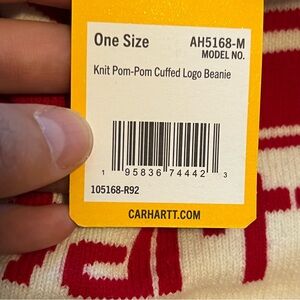 One Size AH5168-M
MODEL NO.
Knit Pom-Pom Cuffed Logo Beanie
1 95836 74442 3
105168-R92
CARHARTT.COM